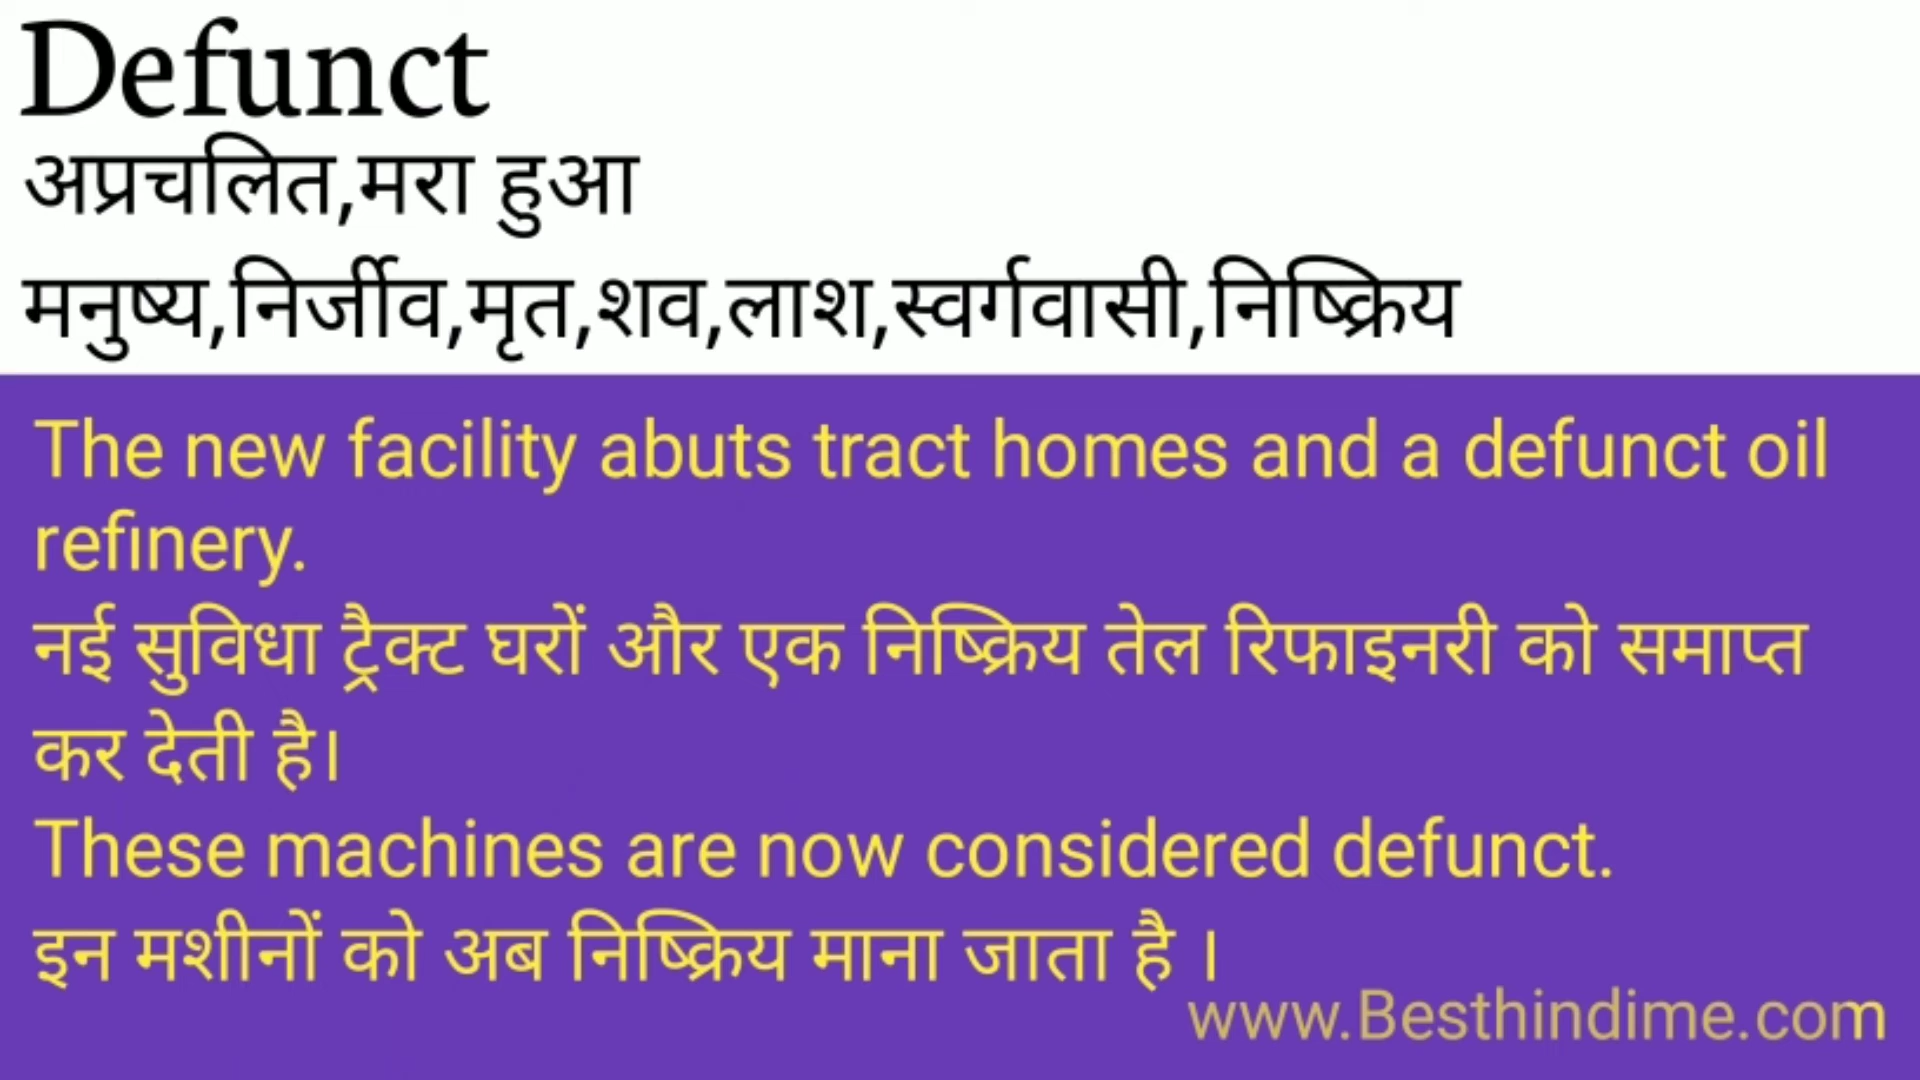 Defunct
अप्रचलित,मरा हुआ
मनुष्य,निर्जीव,मृत,शव,लाश,स्वर्गवासी,निष्क्रिय
The new facility abuts tract homes and a defunct oil
refinery.
नई सुविधा ट्रैक्ट घरों और एक निष्क्रिय तेल रिफाइनरी को समाप्त
कर देती है।
These machines are now considered defunct.
इन मशीनों को अब निष्क्रिय माना जाता है ।
www.Besthindime.com